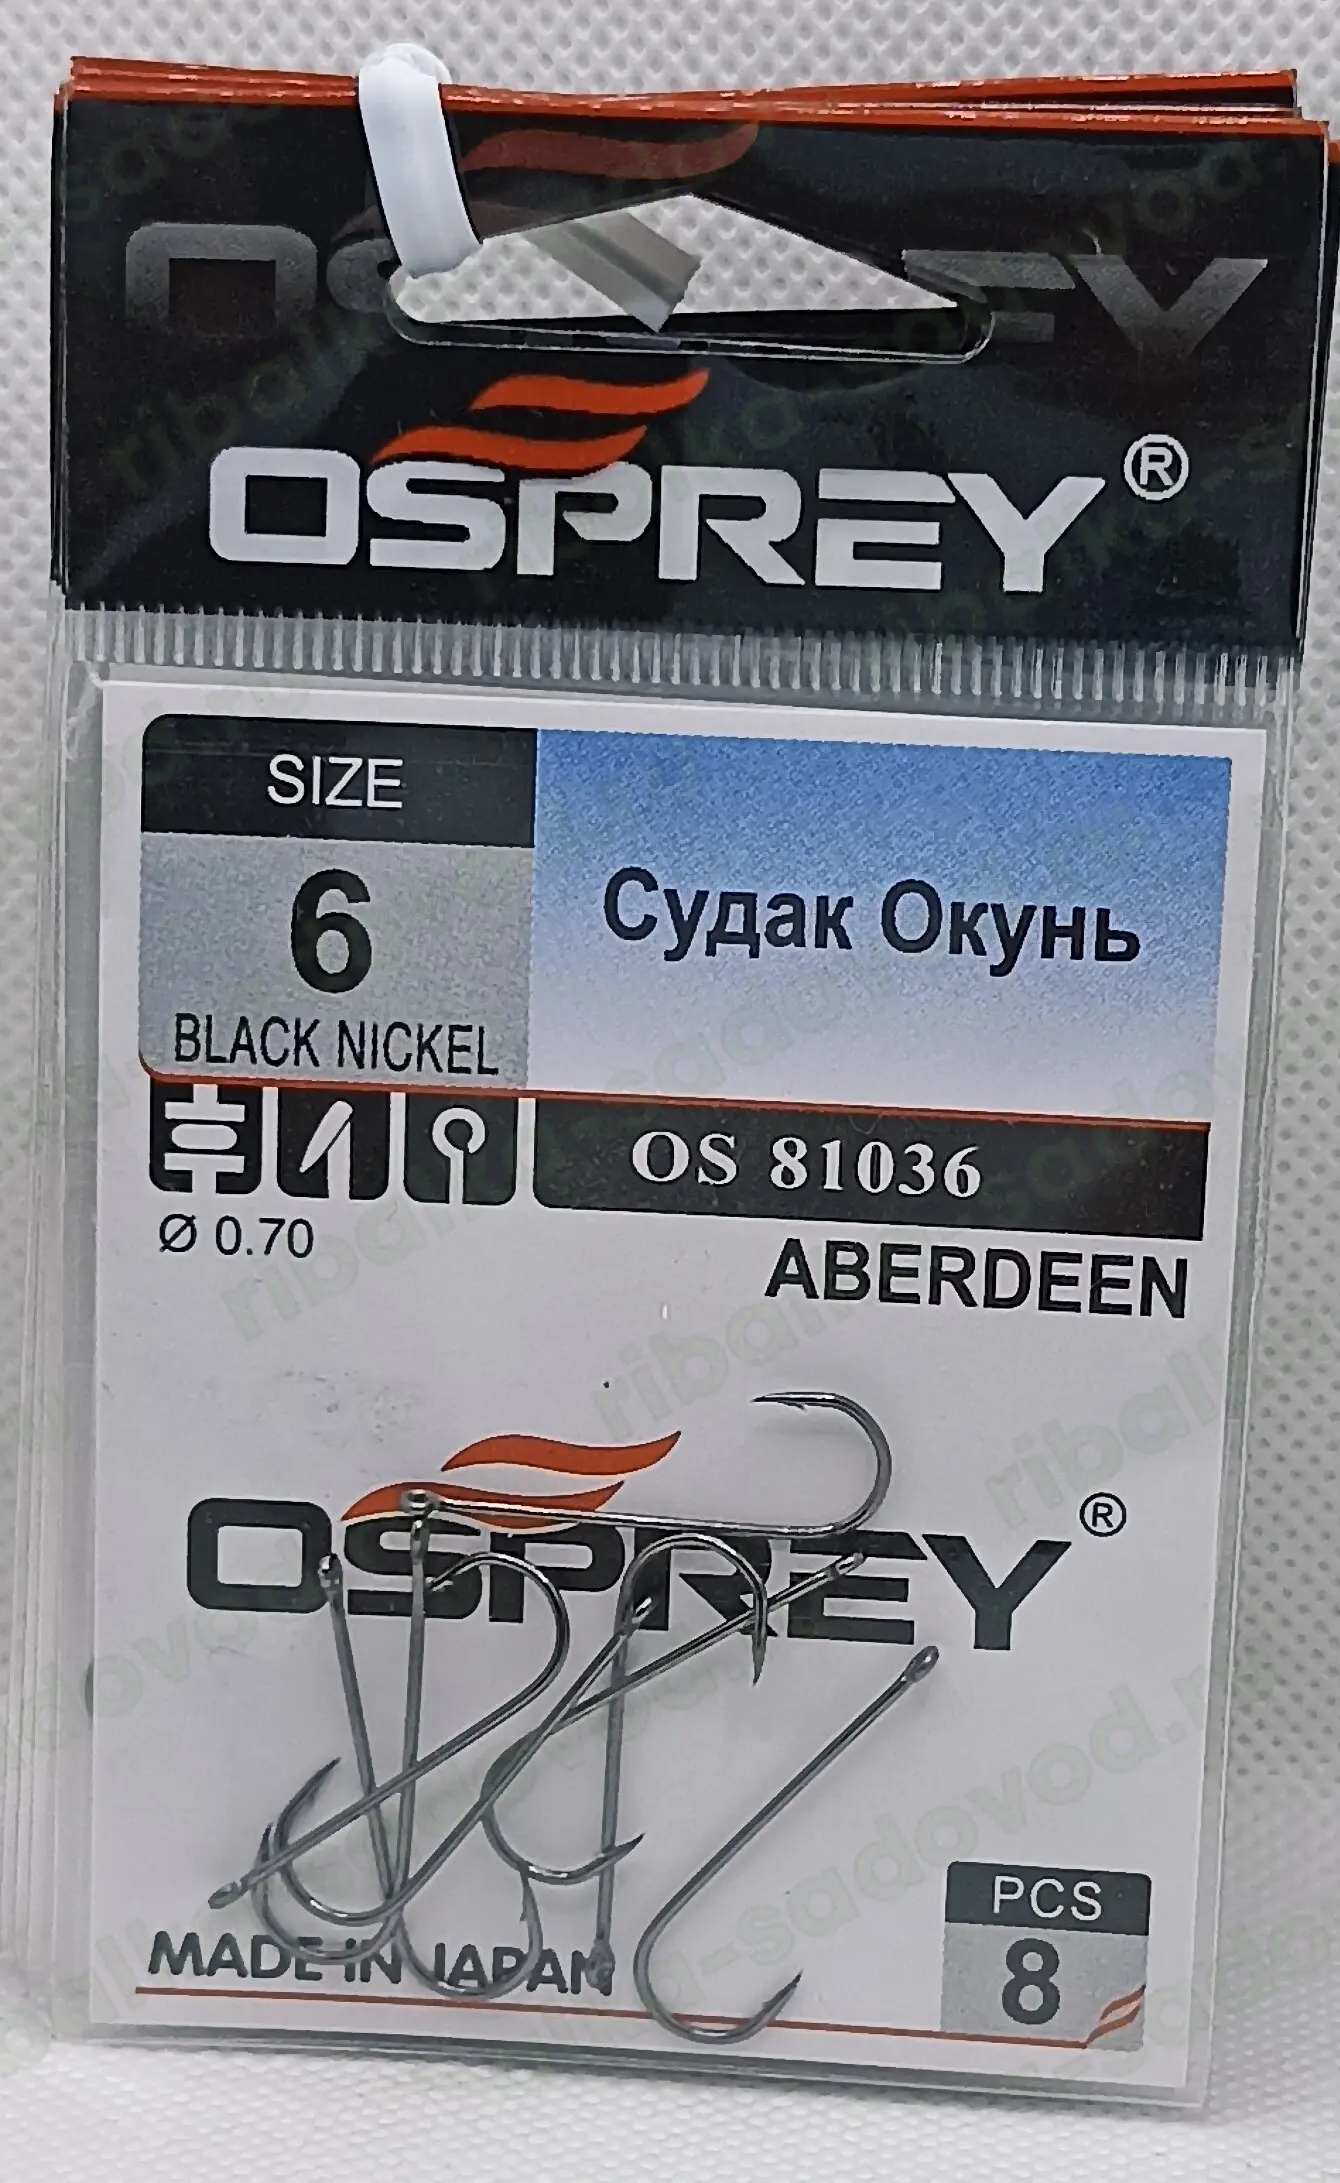 OSPREY®
SIZE
6
BLACK NICKEL
Судак Окунь
OS 81036
Ø 0.70
ABERDEEN
OSPREY®
MADE IN JAPAN
PCS
8